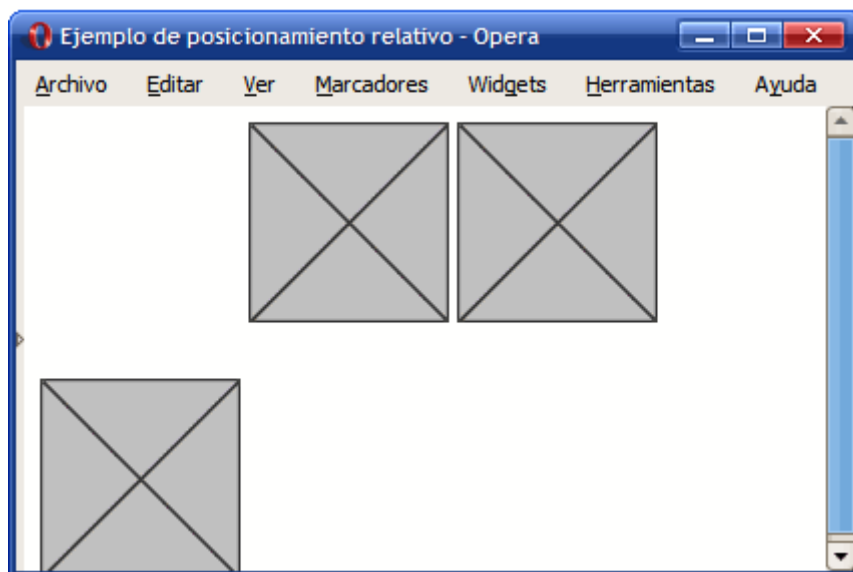 Ejemplo de posicionamiento relativo - Opera
Archivo Editar Ver Marcadores Widgets Herramientas Ayuda